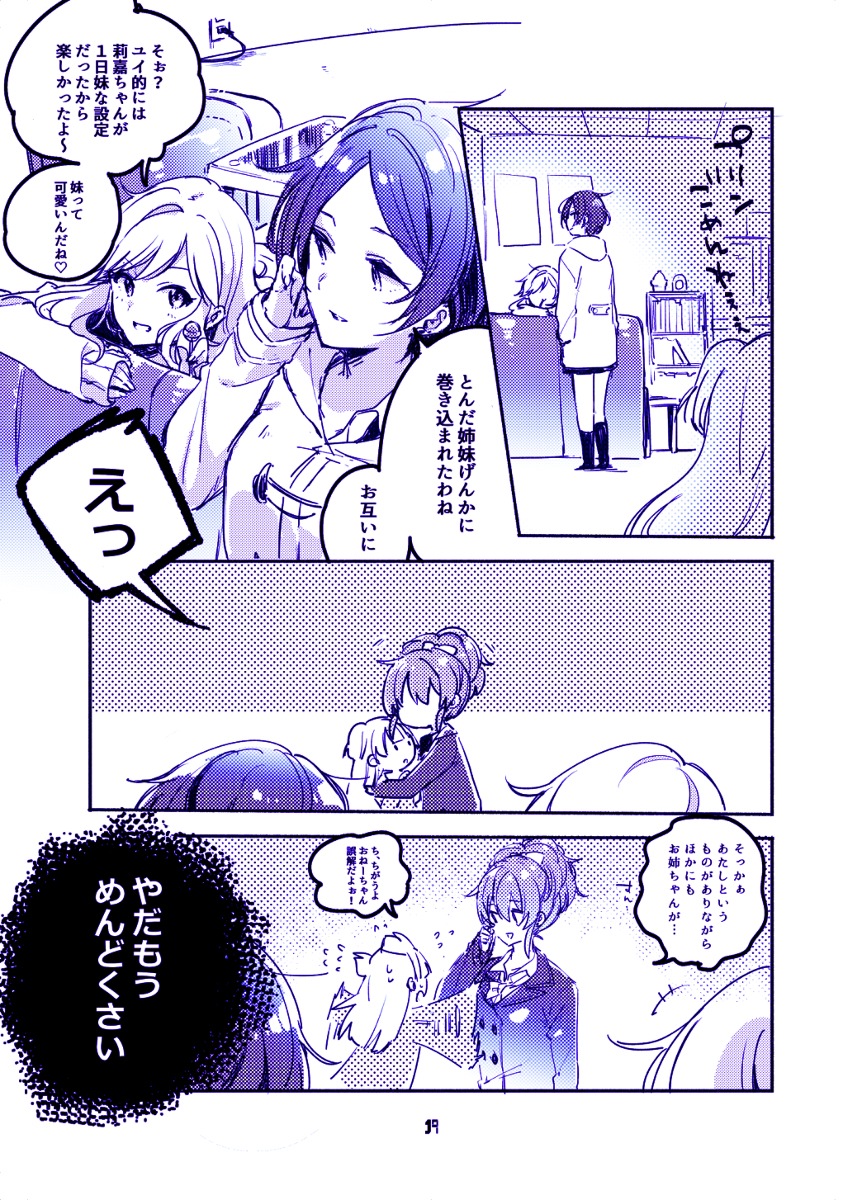 ウワーン
ごめんねぇぇ
とんだ姉妹げんかに
巻き込まれたわね
お互いに
そぉ？
ユイ的には
莉嘉ちゃんが
１日妹な設定
だったから
楽しかったよ〜
妹って
可愛いんだね♡
えっ
そっかぁ
あたしという
ものがありながら
ほかにも
お姉ちゃんが…
ち、ちがうよ
おねーちゃん
誤解だよぉ！
やだもう
めんどくさい
19